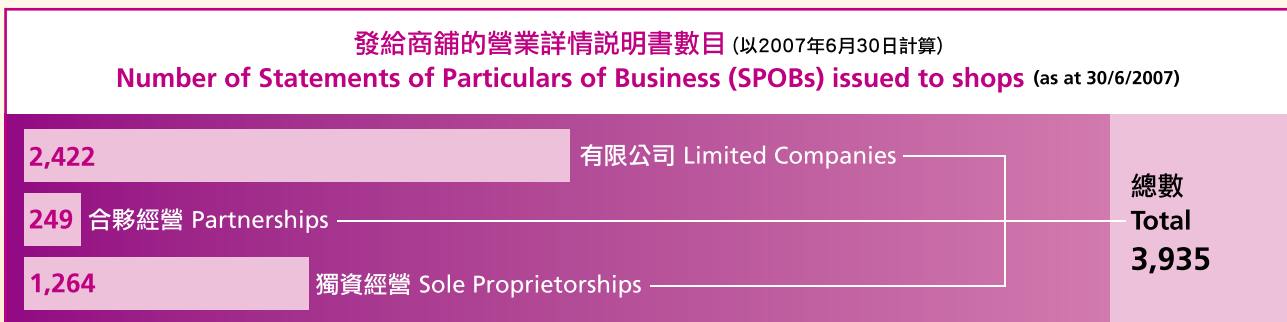 發給商舖的營業詳情説明書數目 (以2007年6月30日計算)
Number of Statements of Particulars of Business (SPOBs) issued to shops (as at 30/6/2007)
2,422 有限公司 Limited Companies
249 合夥經營 Partnerships
1,264 獨資經營 Sole Proprietorships
總數
Total
3,935